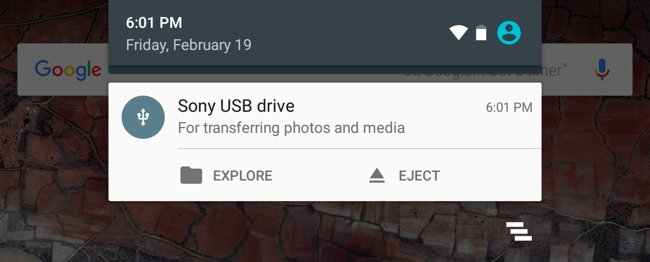 6:01 PM
Friday, February 19
Google
Sony USB drive
6:01 PM
For transferring photos and media
EXPLORE
EJECT